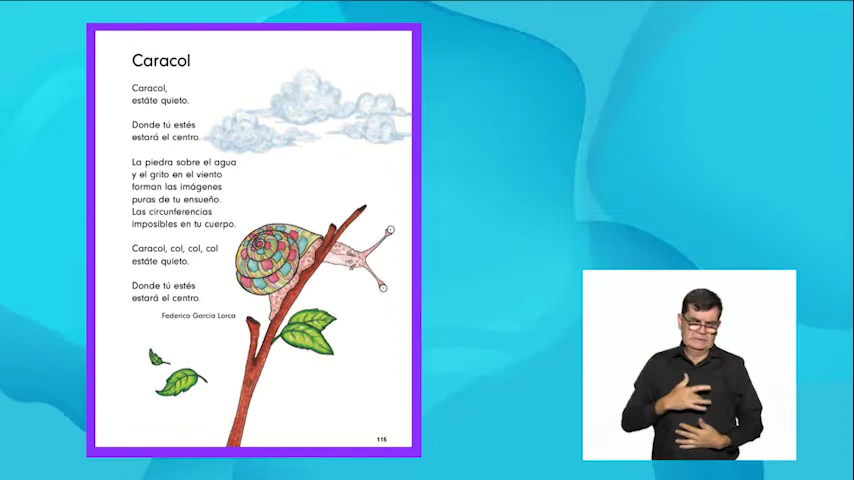 Caracol
Caracol,
estáte quieto.
Donde tú estés
estará el centro.
La piedra sobre el agua
y el grito en el viento
forman las imágenes
puras de tu ensueño.
Las circunferencias
imposibles en tu cuerpo.
Caracol, col, col, col
estáte quieto.
Donde tú estés
estará el centro.
Federico García Lorca
115